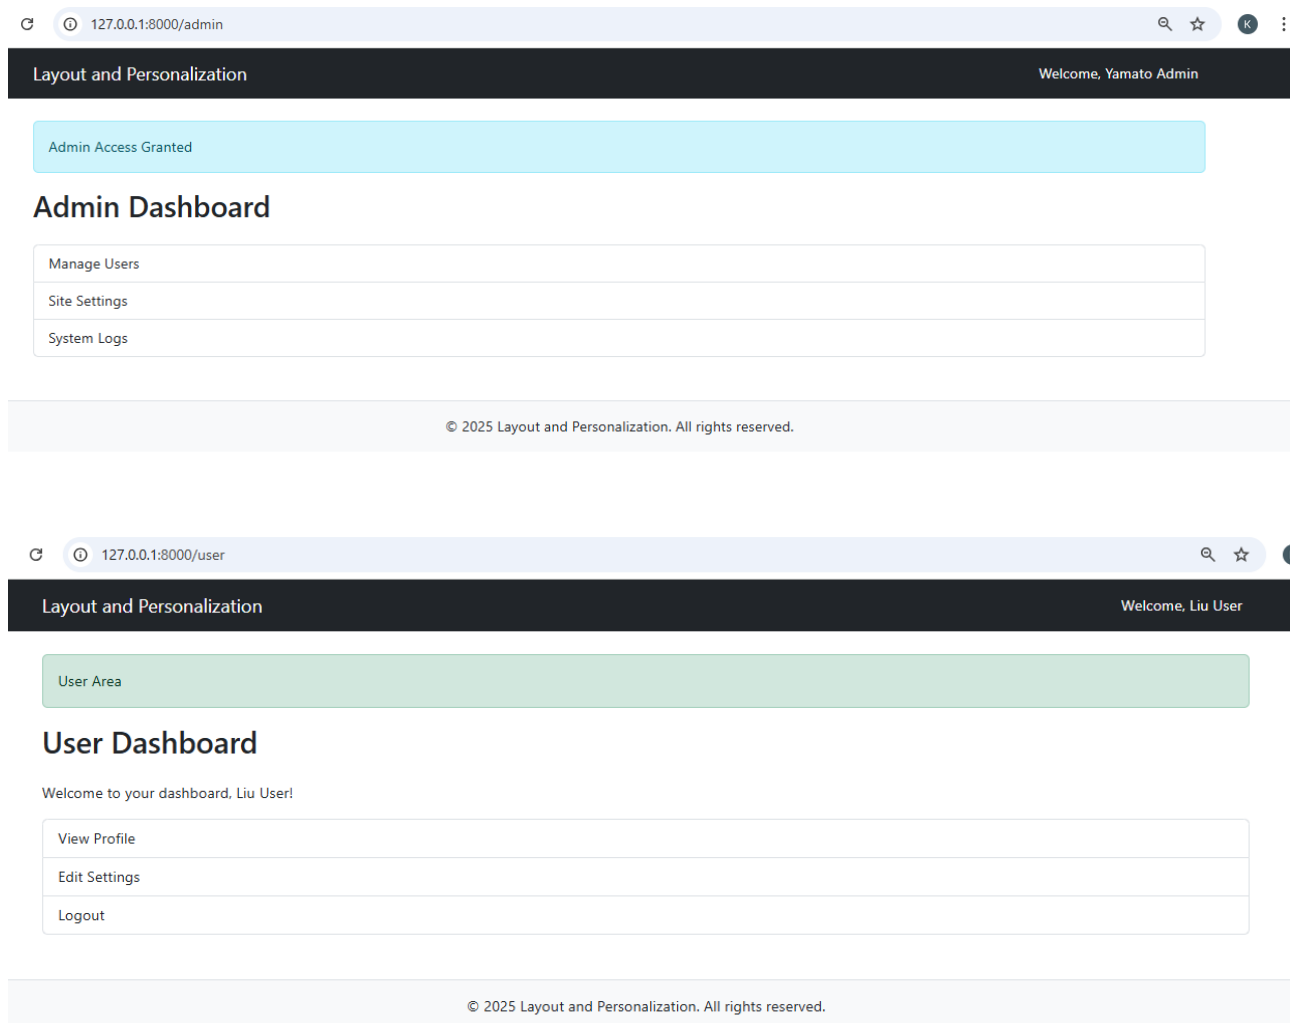 127.0.0.1:8000/admin
K
Layout and Personalization
Welcome, Yamato Admin
Admin Access Granted
Admin Dashboard
Manage Users
Site Settings
System Logs
© 2025 Layout and Personalization. All rights reserved.
127.0.0.1:8000/user
Layout and Personalization
Welcome, Liu User
User Area
User Dashboard
Welcome to your dashboard, Liu User!
View Profile
Edit Settings
Logout
© 2025 Layout and Personalization. All rights reserved.